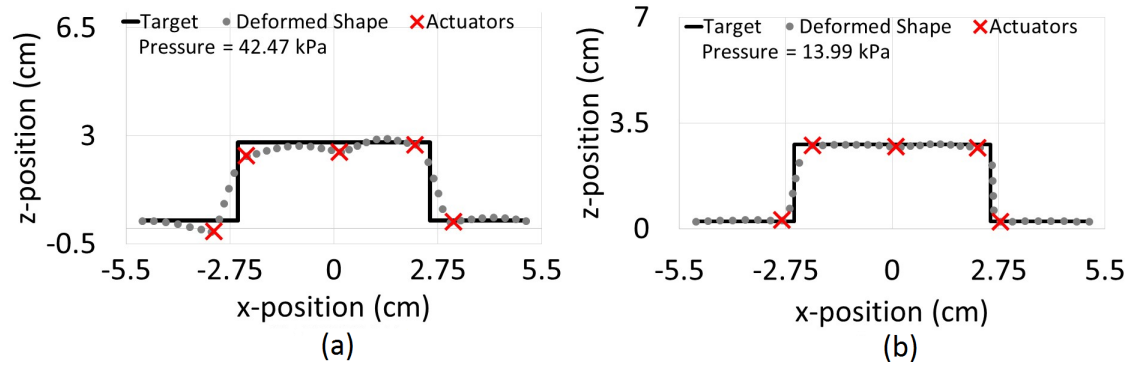 Target Deformed Shape Actuators
Pressure = 42.47 kPa
6.5
3
-0.5
z-position (cm)
-5.5 -2.75 0 2.75 5.5
x-position (cm)
(a)
Target Deformed Shape Actuators
Pressure = 13.99 kPa
7
3.5
0
z-position (cm)
-5.5 -2.75 0 2.75 5.5
x-position (cm)
(b)